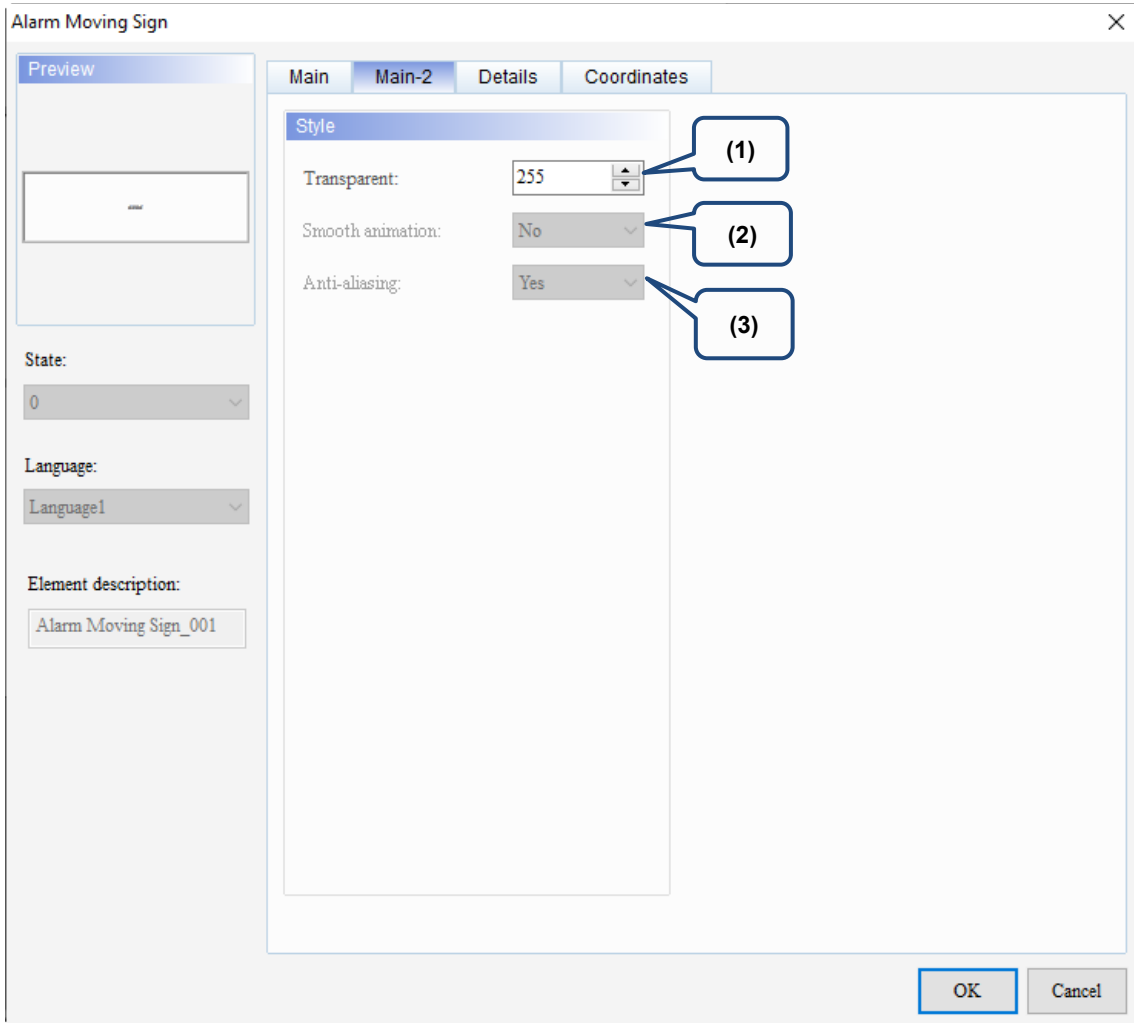 Alarm Moving Sign
Preview
State:
0
Language:
Language1
Element description:
Alarm Moving Sign_001
Main Main-2 Details Coordinates
Style
Transparent: 255 (1)
Smooth animation: No (2)
Anti-aliasing: Yes (3)
OK Cancel